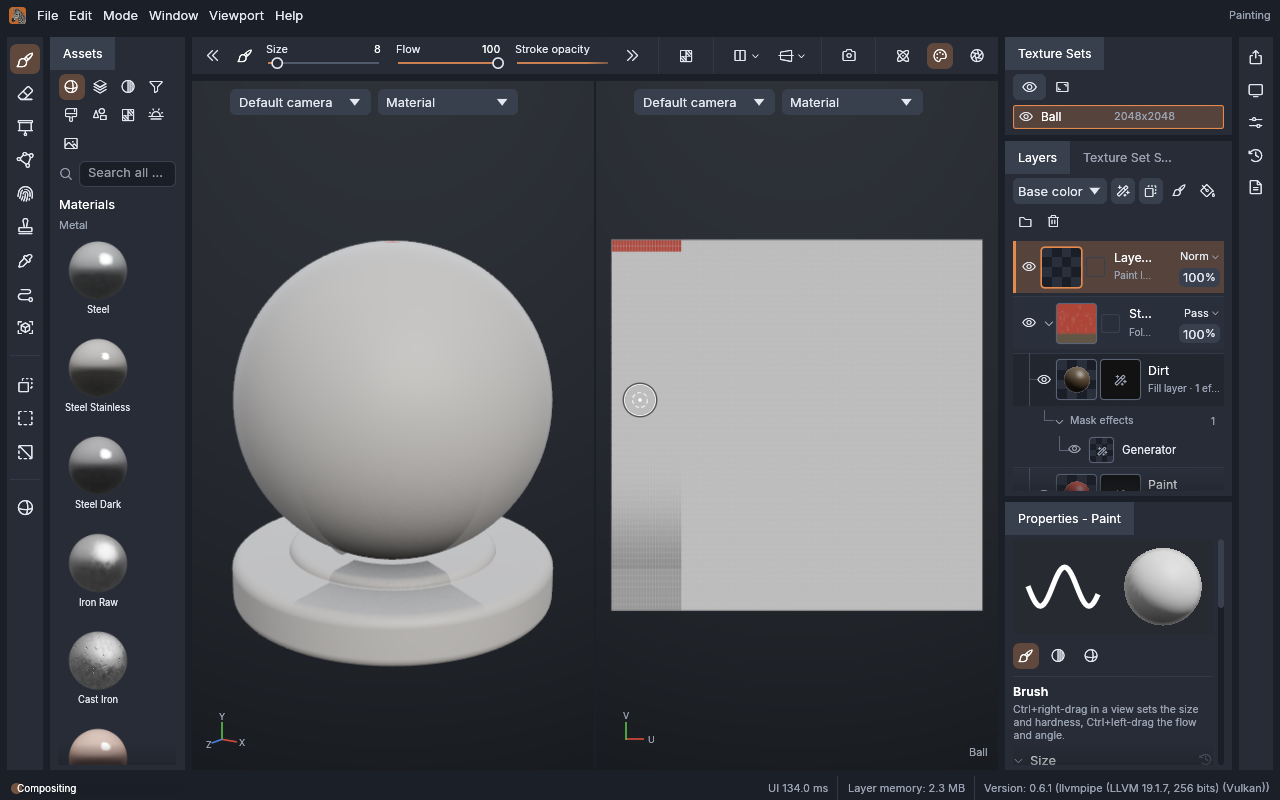 File Edit Mode Window Viewport Help
Painting
Assets
Size 8 Flow 100 Stroke opacity
Texture Sets
Default camera Material
Default camera Material
Ball 2048x2048
Layers Texture Set S...
Search all ...
Base color
Materials
Metal
Steel
Steel Stainless
Steel Dark
Iron Raw
Cast Iron
Laye... Norm
Paint l... 100%
St... Pass
Fol... 100%
Dirt
Fill layer · 1 ef...
Mask effects 1
Generator
Paint
Properties - Paint
Brush
Ctrl+right-drag in a view sets the size
and hardness, Ctrl+left-drag the flow
and angle.
Size
Y
Z X
V
U
Ball
Compositing
UI 134.0 ms
Layer memory: 2.3 MB
Version: 0.6.1 (llvmpipe (LLVM 19.1.7, 256 bits) (Vulkan))